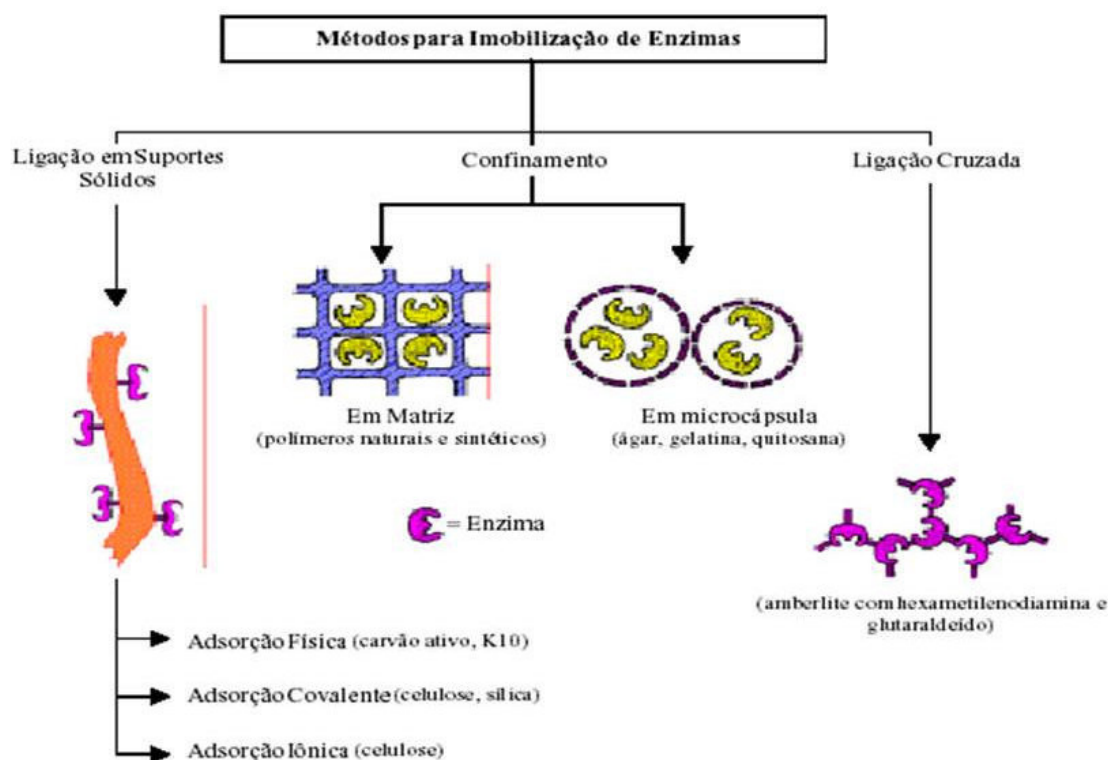 Métodos para Imobilização de Enzimas
Ligação em Suportes
Sólidos
Confinamento
Ligação Cruzada
Em Matriz
(polímeros naturais e sintéticos)
Em microcápsula
(ágar, gelatina, quitosana)
= Enzima
(amberlite com hexametilenodiamina e
glutaraldeído)
Adsorção Física (carvão ativo, K10)
Adsorção Covalente (celulose, sílica)
Adsorção Iônica (celulose)